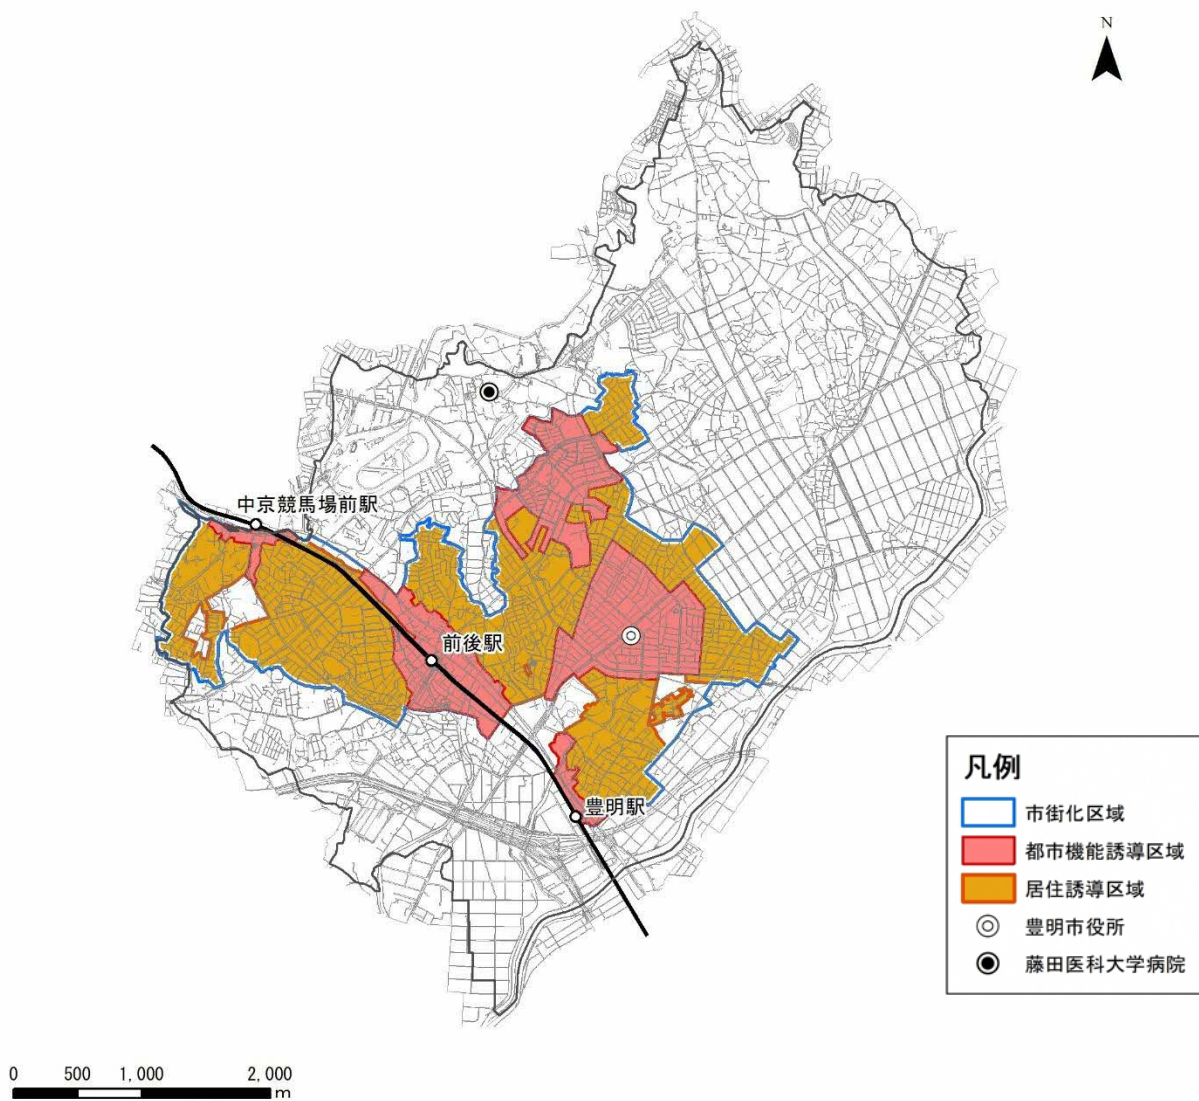 N
中京競馬場前駅
前後駅
豊明駅
凡例
市街化区域
都市機能誘導区域
居住誘導区域
豊明市役所
藤田医科大学病院
0 500 1,000 2,000
m